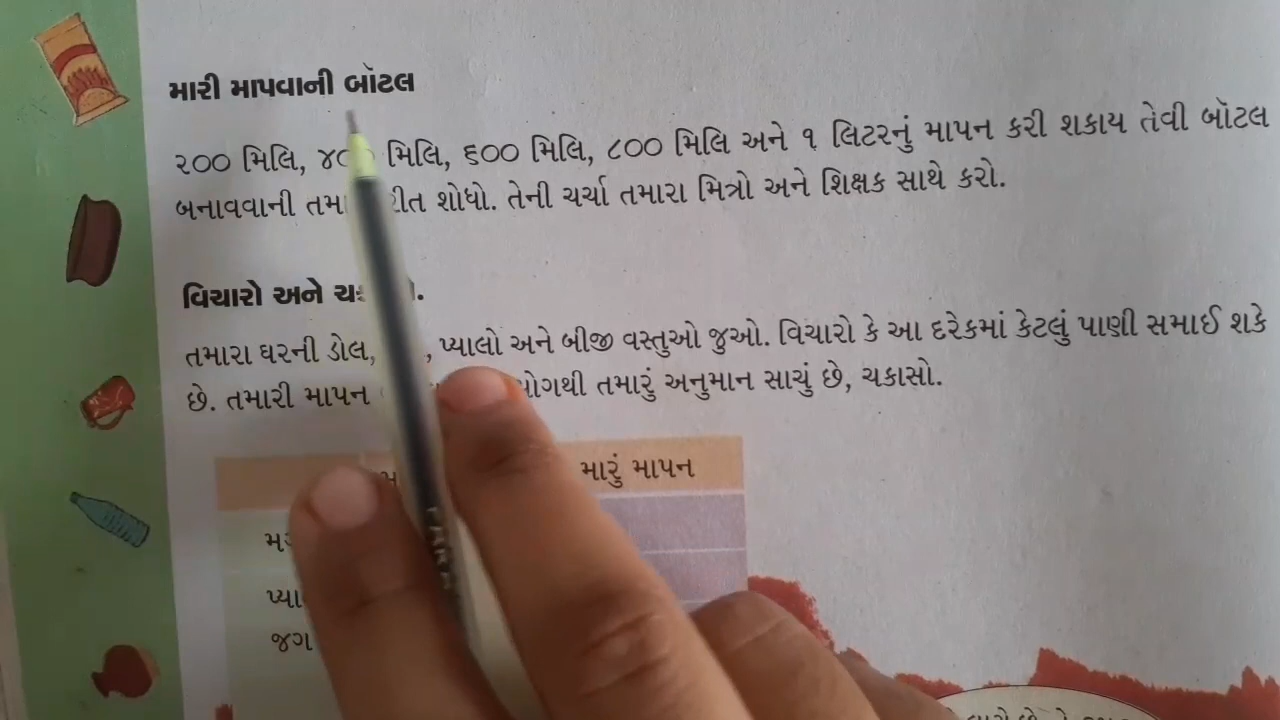 મારી માપવાની બૉટલ
૨૦૦ મિલિ, મિલિ, ૬૦૦ મિલિ, ૮૦૦ મિલિ અને ૧ લિટરનું માપન કરી શકાય તેવી બૉટલ
બનાવવાની રીત શોધો. તેની ચર્ચા તમારા મિત્રો અને શિક્ષક સાથે કરો.
વિચારો અને
તમારા ઘરની ડોલ, પ્યાલો અને બીજી વસ્તુઓ જુઓ. વિચારો કે આ દરેકમાં કેટલું પાણી સમાઈ શકે
છે. તમારી માપન તમારું અનુમાન સાચું છે, ચકાસો.
મારું માપન
જગ